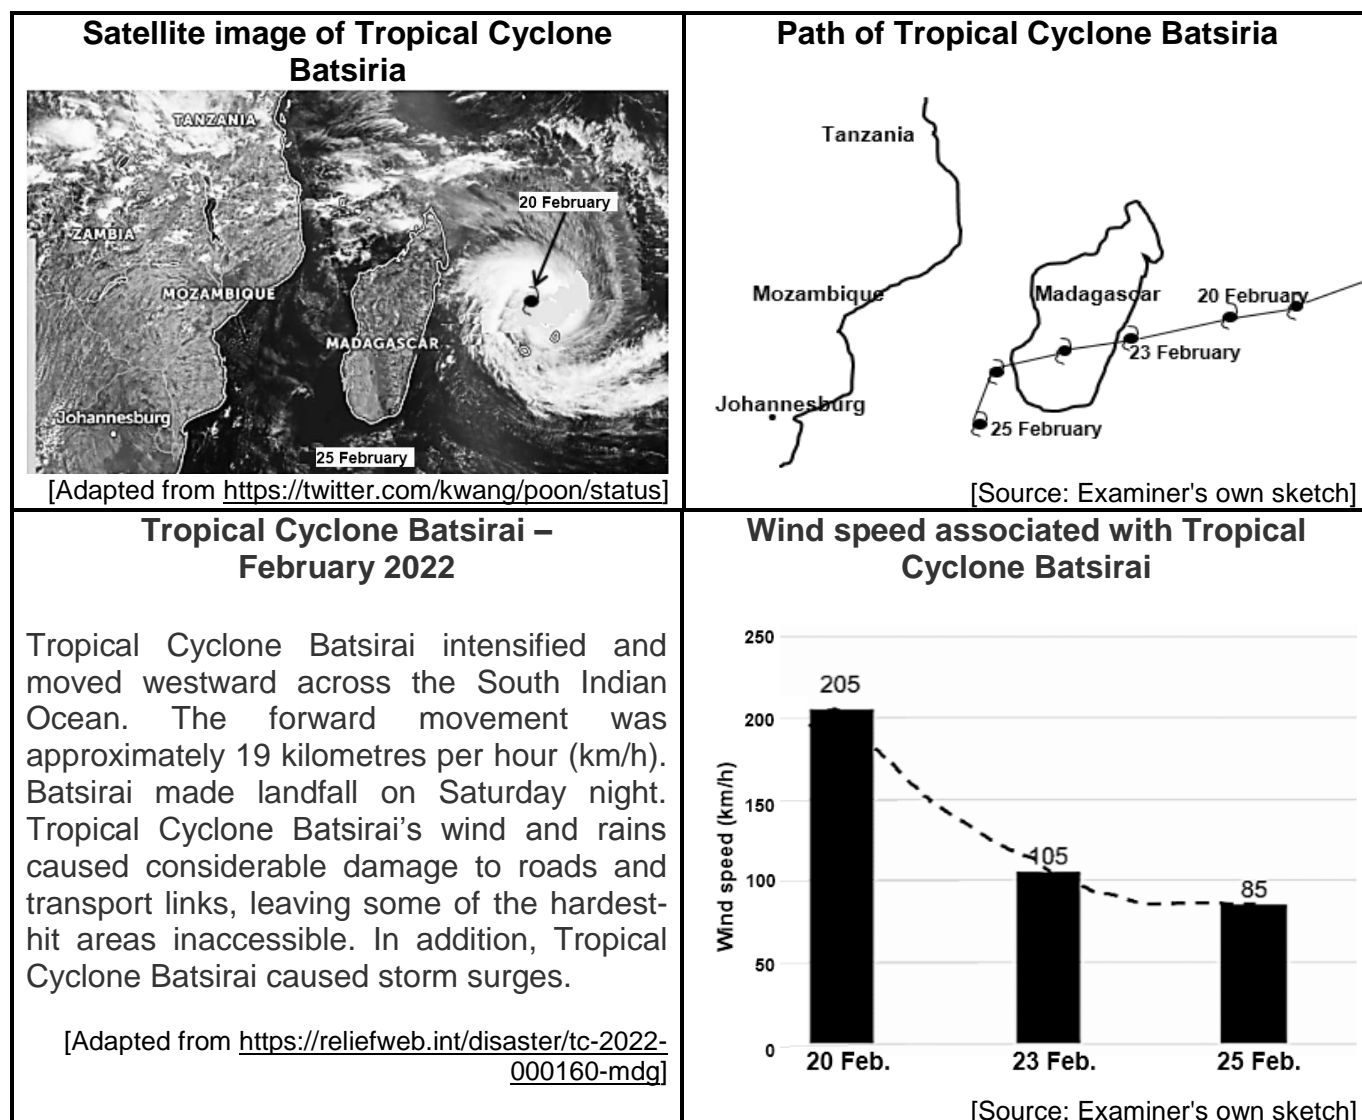 Satellite image of Tropical Cyclone
Batsiria
TANZANIA
20 February
ZAMBIA
MOZAMBIQUE
MADAGASCAR
Johannesburg
25 February
[Adapted from https://twitter.com/kwang/poon/status]
Path of Tropical Cyclone Batsiria
Tanzania
Mozambique
Madagascar
20 February
23 February
Johannesburg
25 February
[Source: Examiner's own sketch]
Tropical Cyclone Batsirai –
February 2022
Tropical Cyclone Batsirai intensified and
moved westward across the South Indian
Ocean. The forward movement was
approximately 19 kilometres per hour (km/h).
Batsirai made landfall on Saturday night.
Tropical Cyclone Batsirai’s wind and rains
caused considerable damage to roads and
transport links, leaving some of the hardest-
hit areas inaccessible. In addition, Tropical
Cyclone Batsirai caused storm surges.
[Adapted from https://reliefweb.int/disaster/tc-2022-
000160-mdg]
Wind speed associated with Tropical
Cyclone Batsirai
Wind speed (km/h)
250
200
150
100
50
0
205
105
85
20 Feb.
23 Feb.
25 Feb.
[Source: Examiner's own sketch]